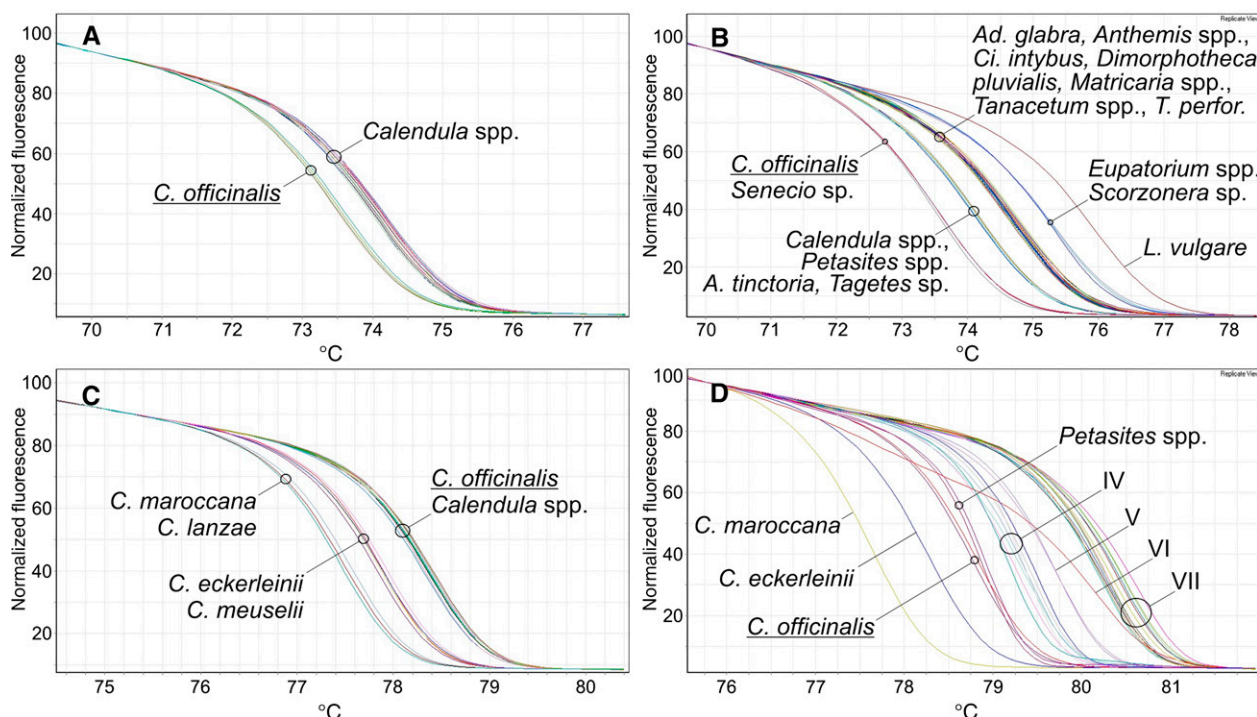 A
Normalized fluorescence
100
80
60
40
20
Calendula spp.
C. officinalis
70 71 72 73 74 75 76 77
°C
Replicate View
B
Normalized fluorescence
100
80
60
40
20
Ad. glabra, Anthemis spp.,
Ci. intybus, Dimorphotheca
pluvialis, Matricaria spp.,
Tanacetum spp., T. perfor.
C. officinalis
Senecio sp.
Eupatorium spp.
Scorzonera sp.
Calendula spp.,
Petasites spp.
A. tinctoria, Tagetes sp.
L. vulgare
70 71 72 73 74 75 76 77 78
°C
C
Normalized fluorescence
100
80
60
40
20
C. officinalis
Calendula spp.
C. maroccana
C. lanzae
C. eckerleinii
C. meuselii
75 76 77 78 79 80
°C
Replicate View
D
Normalized fluorescence
100
80
60
40
20
Petasites spp.
IV
V
VI
VII
C. maroccana
C. eckerleinii
C. officinalis
76 77 78 79 80 81
°C